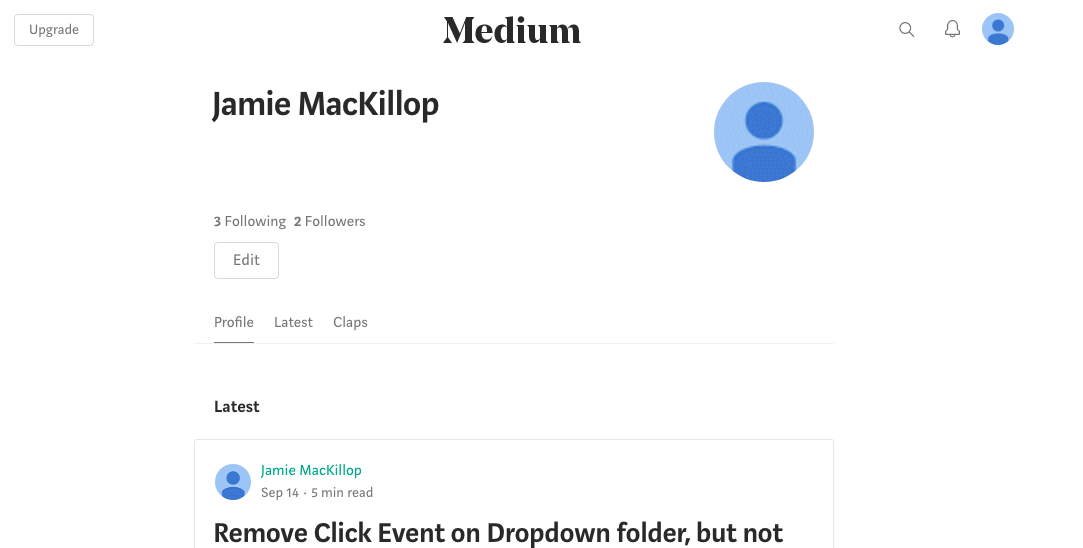 Upgrade
Medium
Jamie MacKillop
3 Following 2 Followers
Edit
Profile Latest Claps
Latest
Jamie MacKillop
Sep 14 · 5 min read
Remove Click Event on Dropdown folder, but not